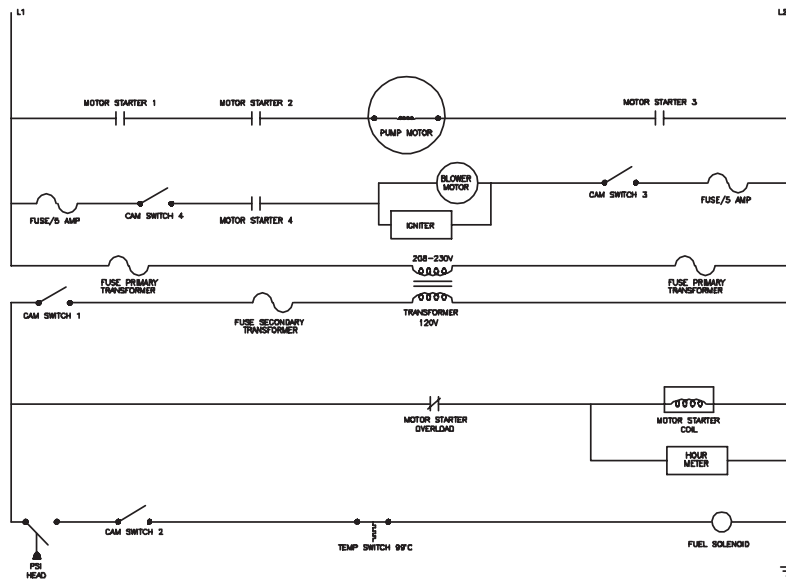 L1
L2
MOTOR STARTER 1
MOTOR STARTER 2
MOTOR STARTER 3
PUMP MOTOR
BLOWER
MOTOR
FUSE/5 AMP
CAM SWITCH 4
MOTOR STARTER 4
CAM SWITCH 3
FUSE/5 AMP
IGNITER
208-230V
FUSE PRIMARY
TRANSFORMER
FUSE PRIMARY
TRANSFORMER
CAM SWITCH 1
FUSE SECONDARY
TRANSFORMER
TRANSFORMER
120V
MOTOR STARTER
OVERLOAD
MOTOR STARTER
COIL
HOUR
METER
CAM SWITCH 2
TEMP SWITCH 99°C
FUEL SOLENOID
PSI
HEAD